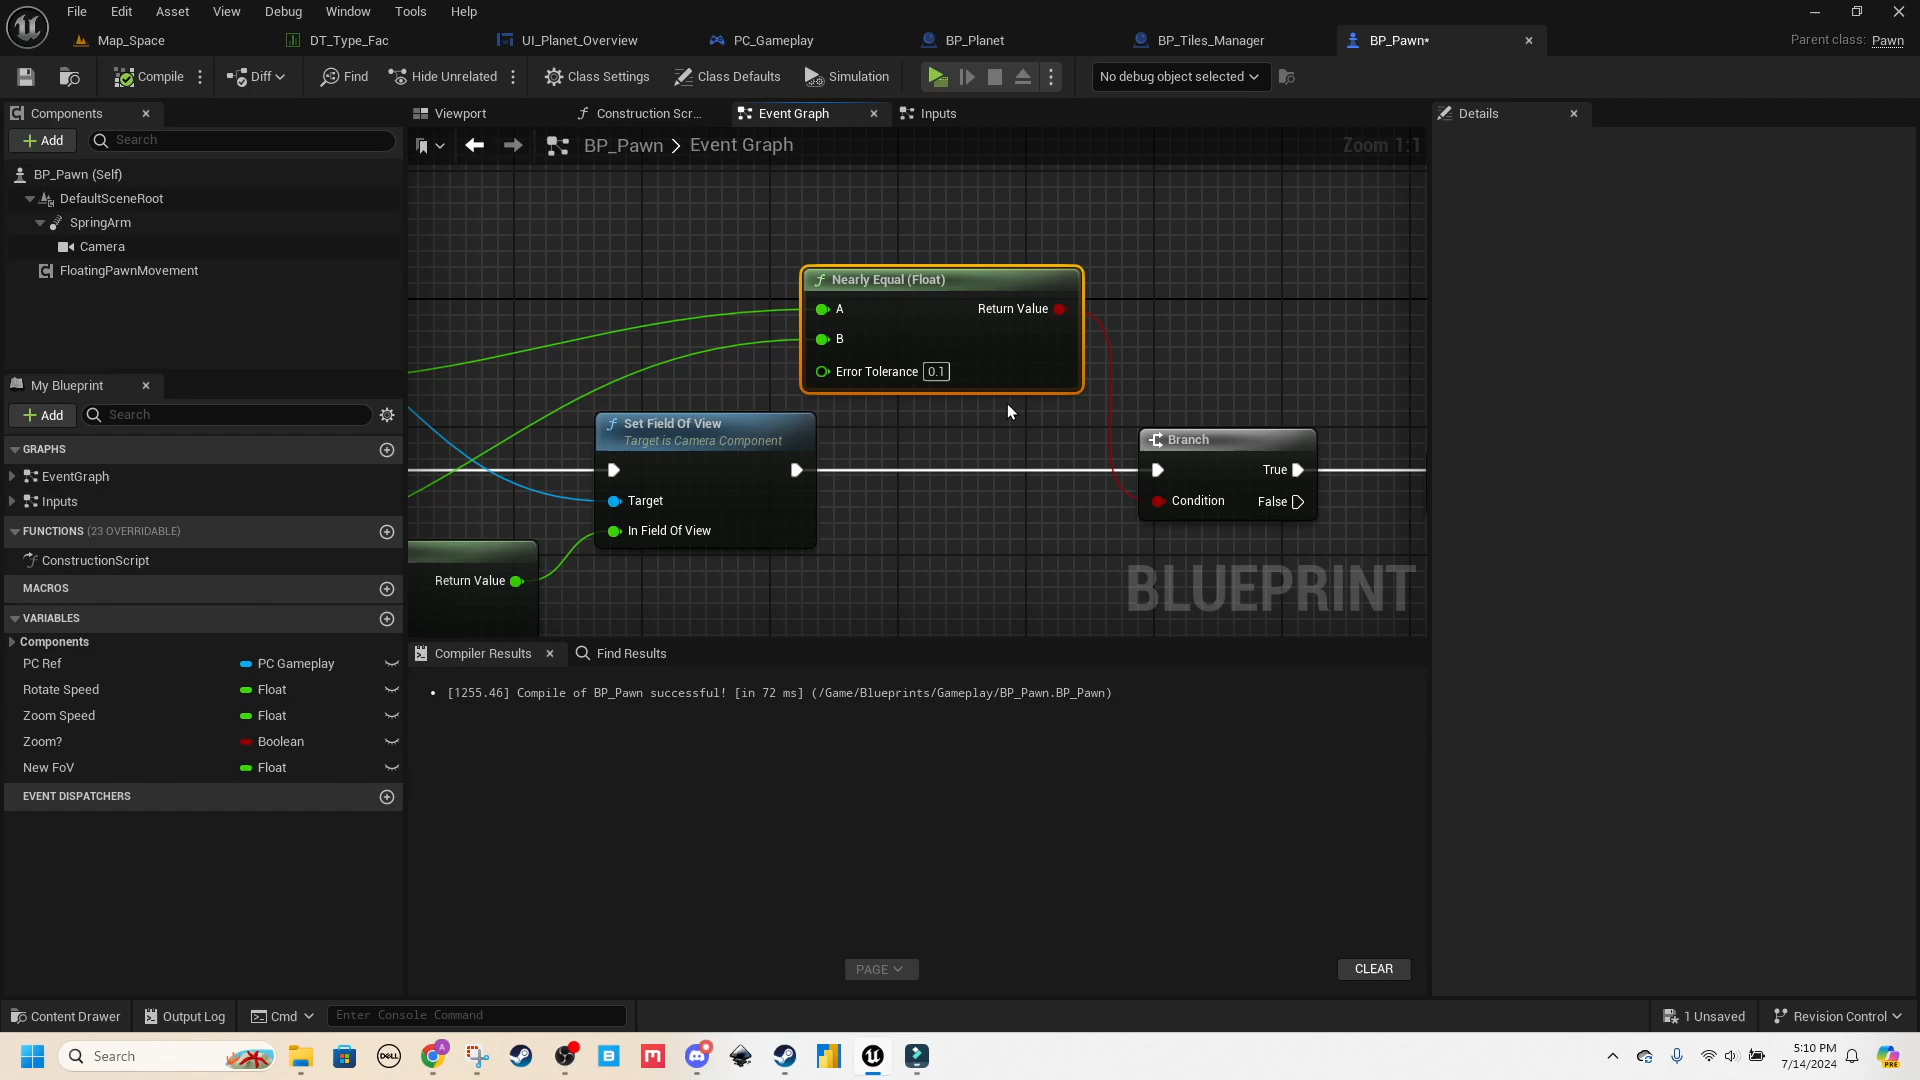 File Edit Asset View Debug Window Tools Help
Map_Space DT_Type_Fac UI_Planet_Overview PC_Gameplay BP_Planet BP_Tiles_Manager BP_Pawn* Parent class: Pawn
Compile Diff Find Hide Unrelated Class Settings Class Defaults Simulation No debug object selected
Components
Add Search
BP_Pawn (Self)
DefaultSceneRoot
SpringArm
Camera
FloatingPawnMovement
My Blueprint
Add Search
GRAPHS
EventGraph
Inputs
FUNCTIONS (23 OVERRIDABLE)
ConstructionScript
MACROS
VARIABLES
Components
PC Ref PC Gameplay
Rotate Speed Float
Zoom Speed Float
Zoom? Boolean
New FoV Float
EVENT DISPATCHERS
Viewport Construction Scr... Event Graph Inputs
BP_Pawn > Event Graph Zoom 1:1
Nearly Equal (Float)
A Return Value
B
Error Tolerance 0.1
Set Field Of View
Target is Camera Component
Target
In Field Of View
Return Value
Branch
True
Condition False
BLUEPRINT
Compiler Results Find Results
• [1255.46] Compile of BP_Pawn successful! [in 72 ms] (/Game/Blueprints/Gameplay/BP_Pawn.BP_Pawn)
PAGE CLEAR
Details
Content Drawer Output Log Cmd Enter Console Command 1 Unsaved Revision Control
Search
DELL
PRE
5:10 PM
7/14/2024